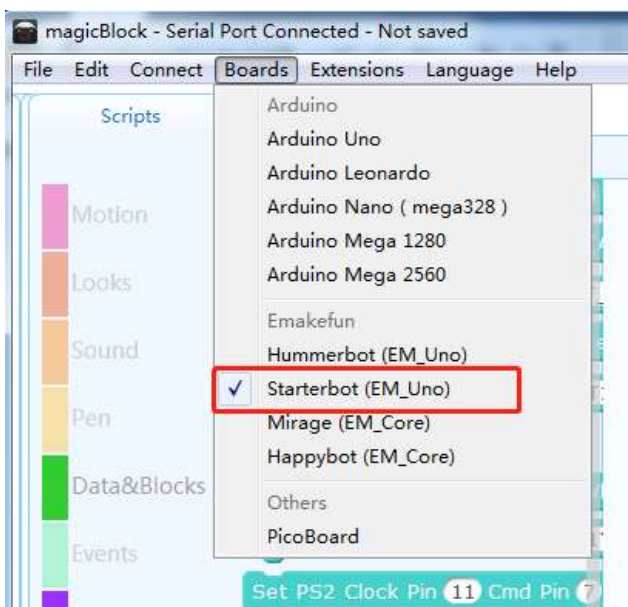 magicBlock - Serial Port Connected - Not saved
File Edit Connect Boards Extensions Language Help
Scripts
Arduino
Arduino Uno
Arduino Leonardo
Motion
Arduino Nano ( mega328 )
Arduino Mega 1280
Looks
Arduino Mega 2560
Emakefun
Sound
Hummerbot (EM_Uno)
✓ Starterbot (EM_Uno)
Pen
Mirage (EM_Core)
Happybot (EM_Core)
Data&Blocks
Others
PicoBoard
Events
Set PS2 Clock Pin 11 Cmd Pin 7